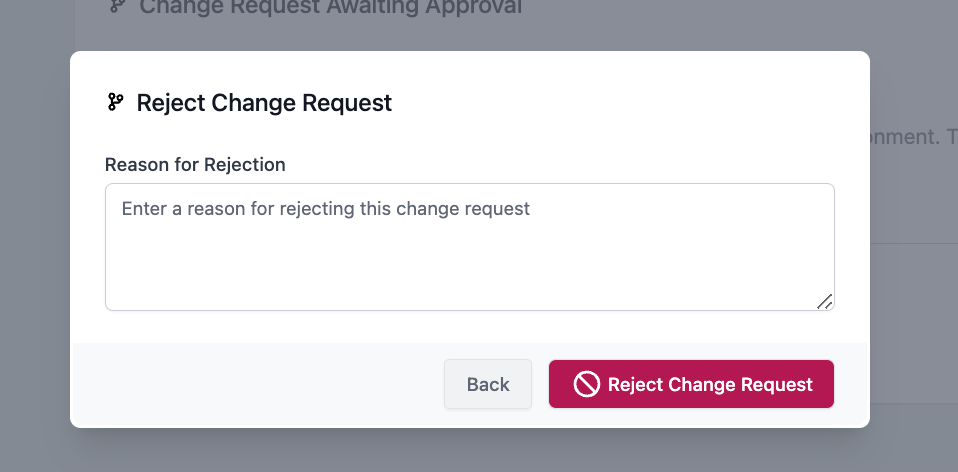 Change Request Awaiting Approval
Reject Change Request
onment. T
Reason for Rejection
Enter a reason for rejecting this change request
Back
Reject Change Request